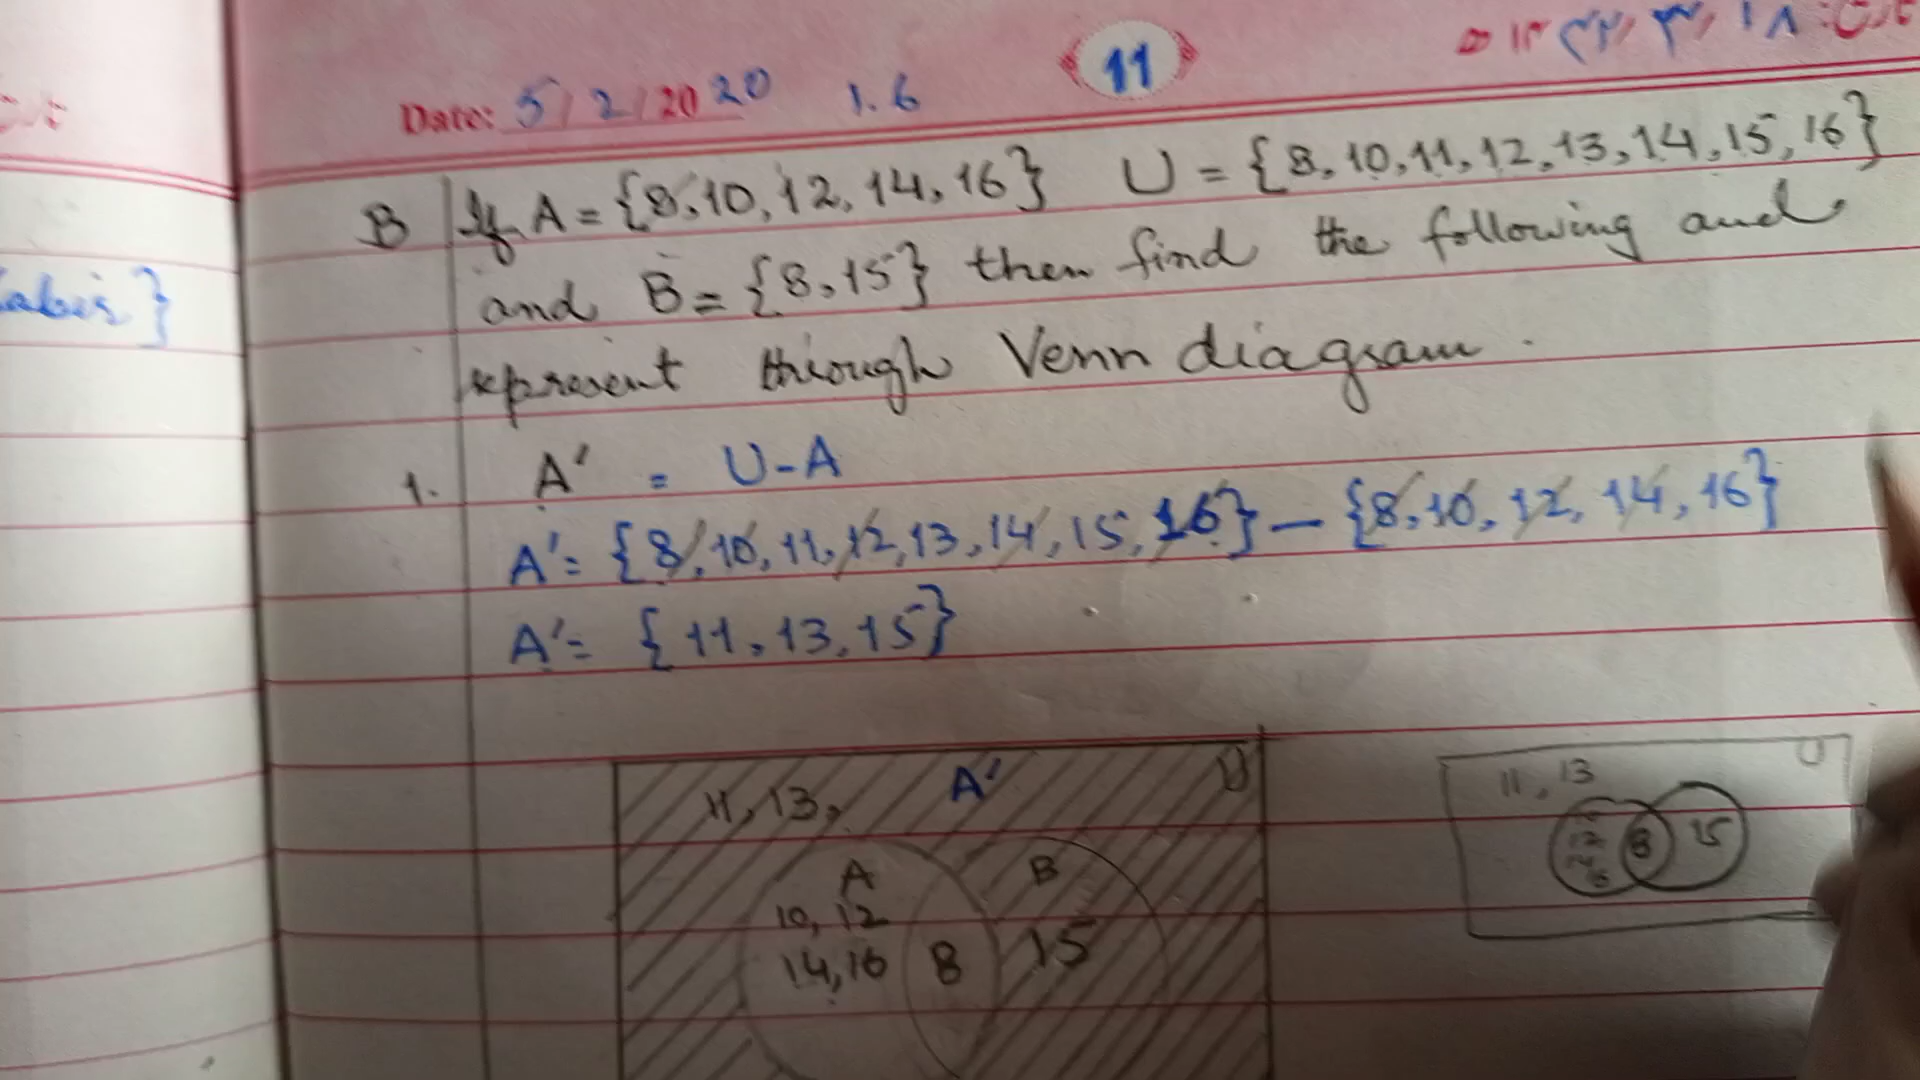 Date: 5/2/2020 1.6
11
B If A = {8,10,12,14,16} U = {8,10,11,12,13,14,15,16}
and B = {8,15} then find the following and
represent through Venn diagram.
1. A' = U-A
A' = {8,10,11,12,13,14,15,16} - {8,10,12,14,16}
A' = {11,13,15}
11, 13, A' U
A B
10, 12
14,16 8 15
11, 13 U
12 8 15
14